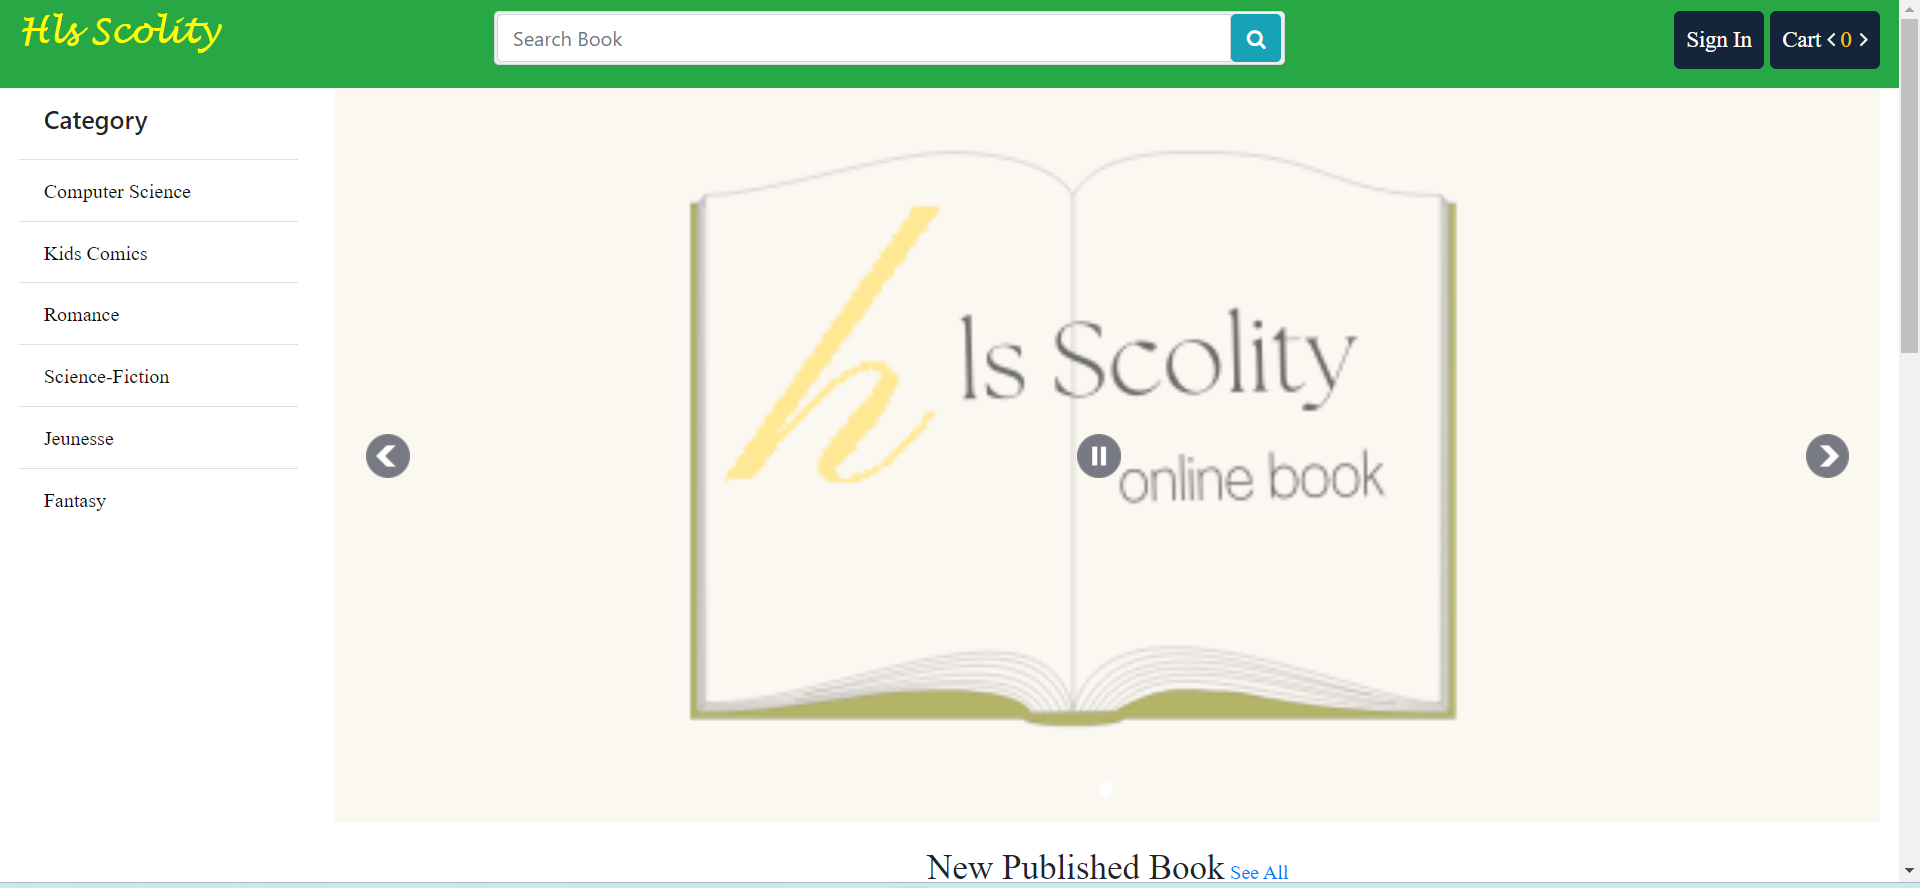 Hls Scolity
Search Book
Sign In
Cart < 0 >
Category
Computer Science
Kids Comics
Romance
Science-Fiction
Jeunesse
Fantasy
h ls Scolity
online book
New Published Book See All